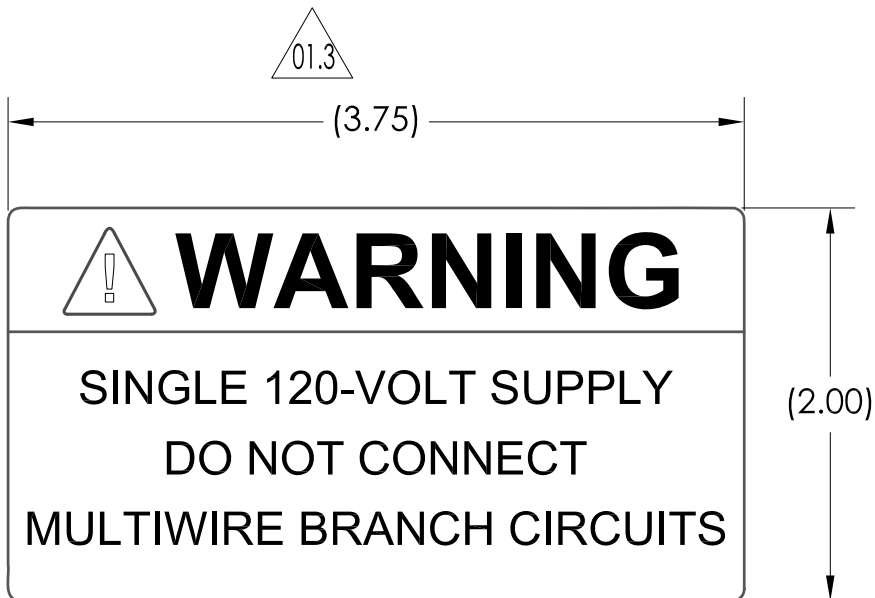 01.3
(3.75)
WARNING
SINGLE 120-VOLT SUPPLY
(2.00)
DO NOT CONNECT
MULTIWIRE BRANCH CIRCUITS